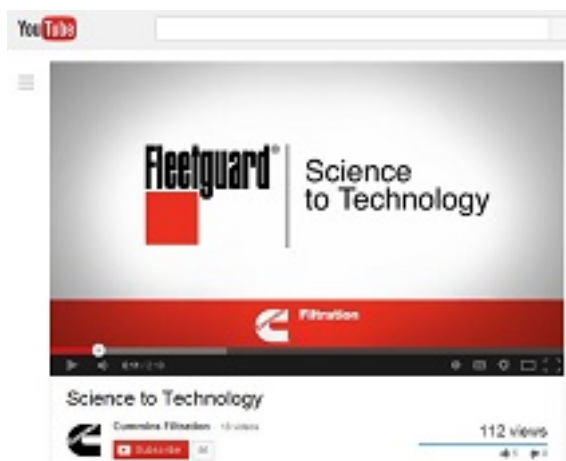 YouTube
Fleetguard®
Science
to Technology
Filtration
Science to Technology
Cummins Filtration
Subscribe
112 views